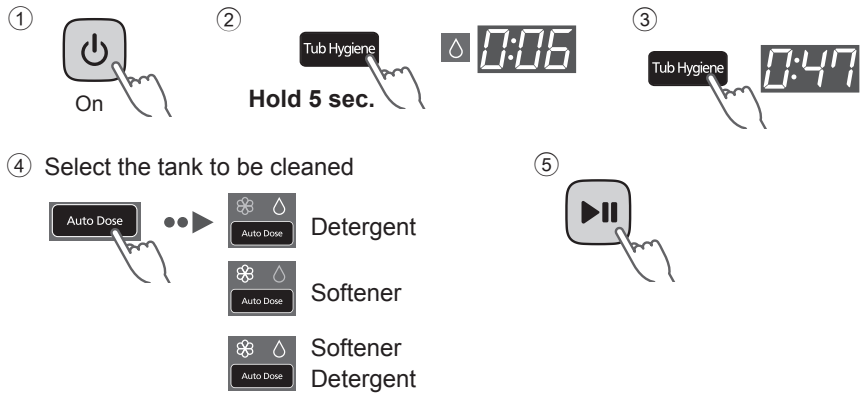 ①
On
②
Tub Hygiene
Hold 5 sec.
0:06
③
Tub Hygiene
0:47
④ Select the tank to be cleaned
Auto Dose
Auto Dose
Detergent
Auto Dose
Softener
Auto Dose
Softener
Detergent
⑤